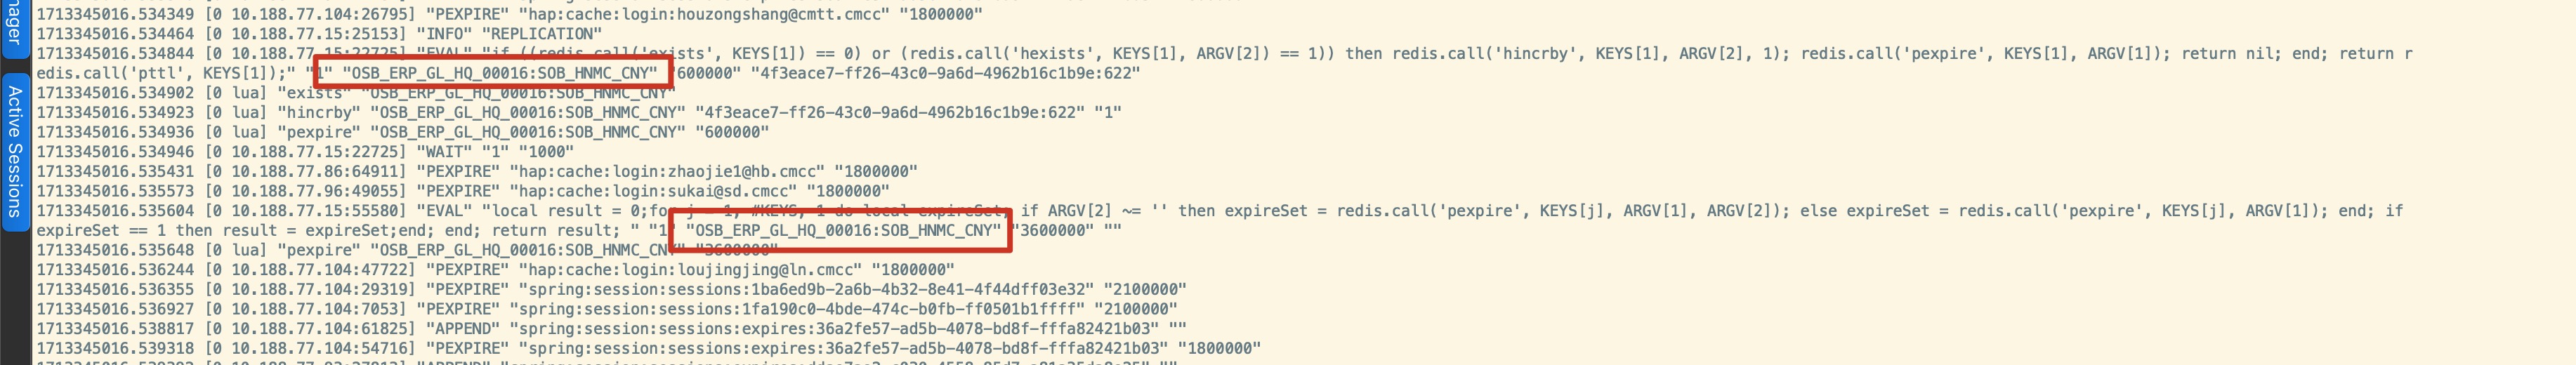 nager
Active Sessions
1713345016.534349 [0 10.188.77.104:26795] "PEXPIRE" "hap:cache:login:houzongshang@cmtt.cmcc" "1800000"
1713345016.534464 [0 10.188.77.15:25153] "INFO" "REPLICATION"
1713345016.534844 [0 10.188.77.15:22725] "EVAL" "if ((redis.call('exists', KEYS[1]) == 0) or (redis.call('hexists', KEYS[1], ARGV[2]) == 1)) then redis.call('hincrby', KEYS[1], ARGV[2], 1); redis.call('pexpire', KEYS[1], ARGV[1]); return nil; end; return r
edis.call('pttl', KEYS[1]);" "1" "OSB_ERP_GL_HQ_00016:SOB_HNMC_CNY" "600000" "4f3eace7-ff26-43c0-9a6d-4962b16c1b9e:622"
1713345016.534902 [0 lua] "exists" "OSB_ERP_GL_HQ_00016:SOB_HNMC_CNY"
1713345016.534923 [0 lua] "hincrby" "OSB_ERP_GL_HQ_00016:SOB_HNMC_CNY" "4f3eace7-ff26-43c0-9a6d-4962b16c1b9e:622" "1"
1713345016.534936 [0 lua] "pexpire" "OSB_ERP_GL_HQ_00016:SOB_HNMC_CNY" "600000"
1713345016.534946 [0 10.188.77.15:22725] "WAIT" "1" "1000"
1713345016.535431 [0 10.188.77.86:64911] "PEXPIRE" "hap:cache:login:zhaojie1@hb.cmcc" "1800000"
1713345016.535573 [0 10.188.77.96:49055] "PEXPIRE" "hap:cache:login:sukai@sd.cmcc" "1800000"
1713345016.535604 [0 10.188.77.15:55580] "EVAL" "local result = 0;for j = 1, #KEYS, 1 do local expireSet; if ARGV[2] ~= '' then expireSet = redis.call('pexpire', KEYS[j], ARGV[1], ARGV[2]); else expireSet = redis.call('pexpire', KEYS[j], ARGV[1]); end; if
expireSet == 1 then result = expireSet;end; end; return result; " "1" "OSB_ERP_GL_HQ_00016:SOB_HNMC_CNY" "3600000" ""
1713345016.535648 [0 lua] "pexpire" "OSB_ERP_GL_HQ_00016:SOB_HNMC_CNY" "3600000"
1713345016.536244 [0 10.188.77.104:47722] "PEXPIRE" "hap:cache:login:loujingjing@ln.cmcc" "1800000"
1713345016.536355 [0 10.188.77.104:29319] "PEXPIRE" "spring:session:sessions:1ba6ed9b-2a6b-4b32-8e41-4f44dff03e32" "2100000"
1713345016.536927 [0 10.188.77.104:7053] "PEXPIRE" "spring:session:sessions:1fa190c0-4bde-474c-b0fb-ff0501b1ffff" "2100000"
1713345016.538817 [0 10.188.77.104:61825] "APPEND" "spring:session:sessions:expires:36a2fe57-ad5b-4078-bd8f-fffa82421b03" ""
1713345016.539318 [0 10.188.77.104:54716] "PEXPIRE" "spring:session:sessions:expires:36a2fe57-ad5b-4078-bd8f-fffa82421b03" "1800000"